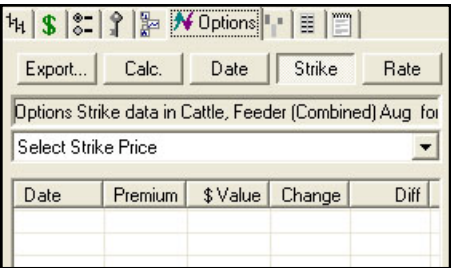 Options
Export... Calc. Date Strike Rate
Options Strike data in Cattle, Feeder (Combined) Aug for
Select Strike Price
Date Premium $ Value Change Diff